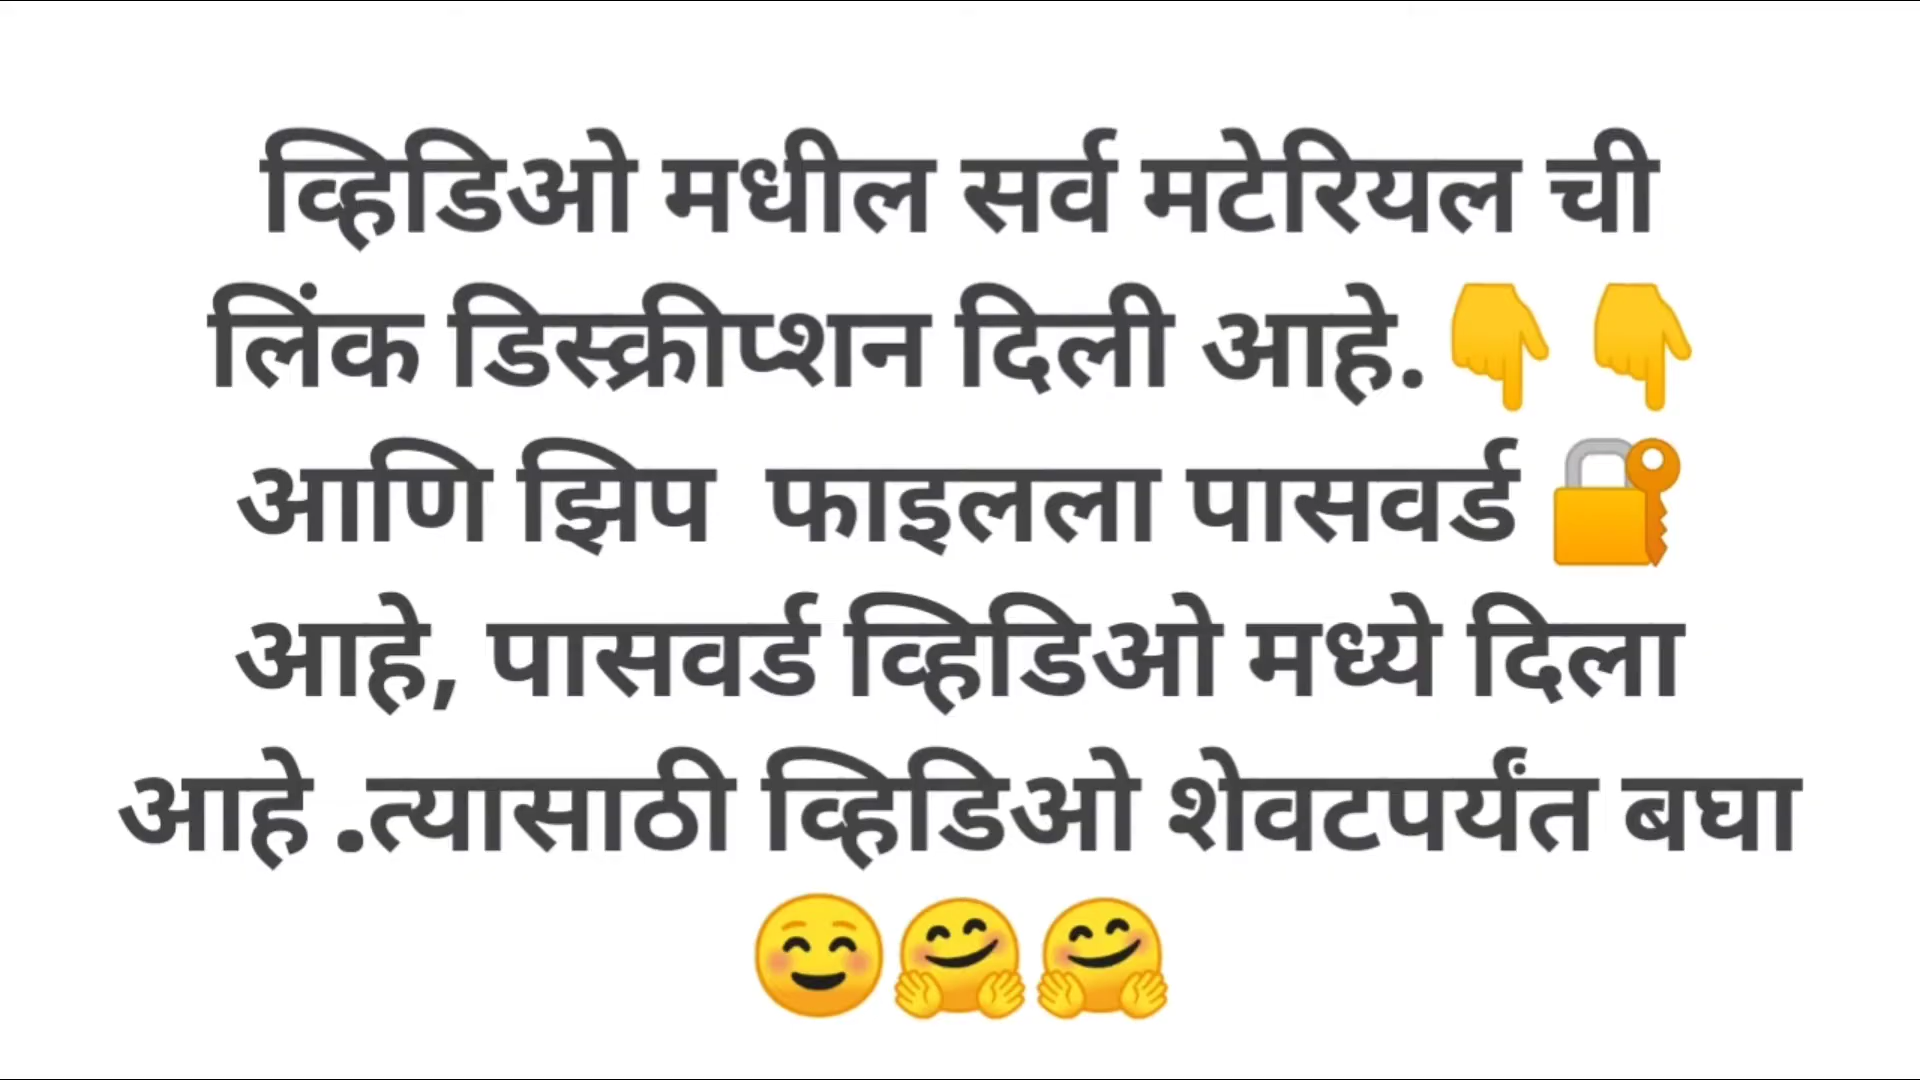 व्हिडिओ मधील सर्व मटेरियल ची
लिंक डिस्क्रीप्शन दिली आहे.👇👇
आणि झिप  फाइलला पासवर्ड 🔐
आहे, पासवर्ड व्हिडिओ मध्ये दिला
आहे .त्यासाठी व्हिडिओ शेवटपर्यंत बघा
☺️🤗🤗